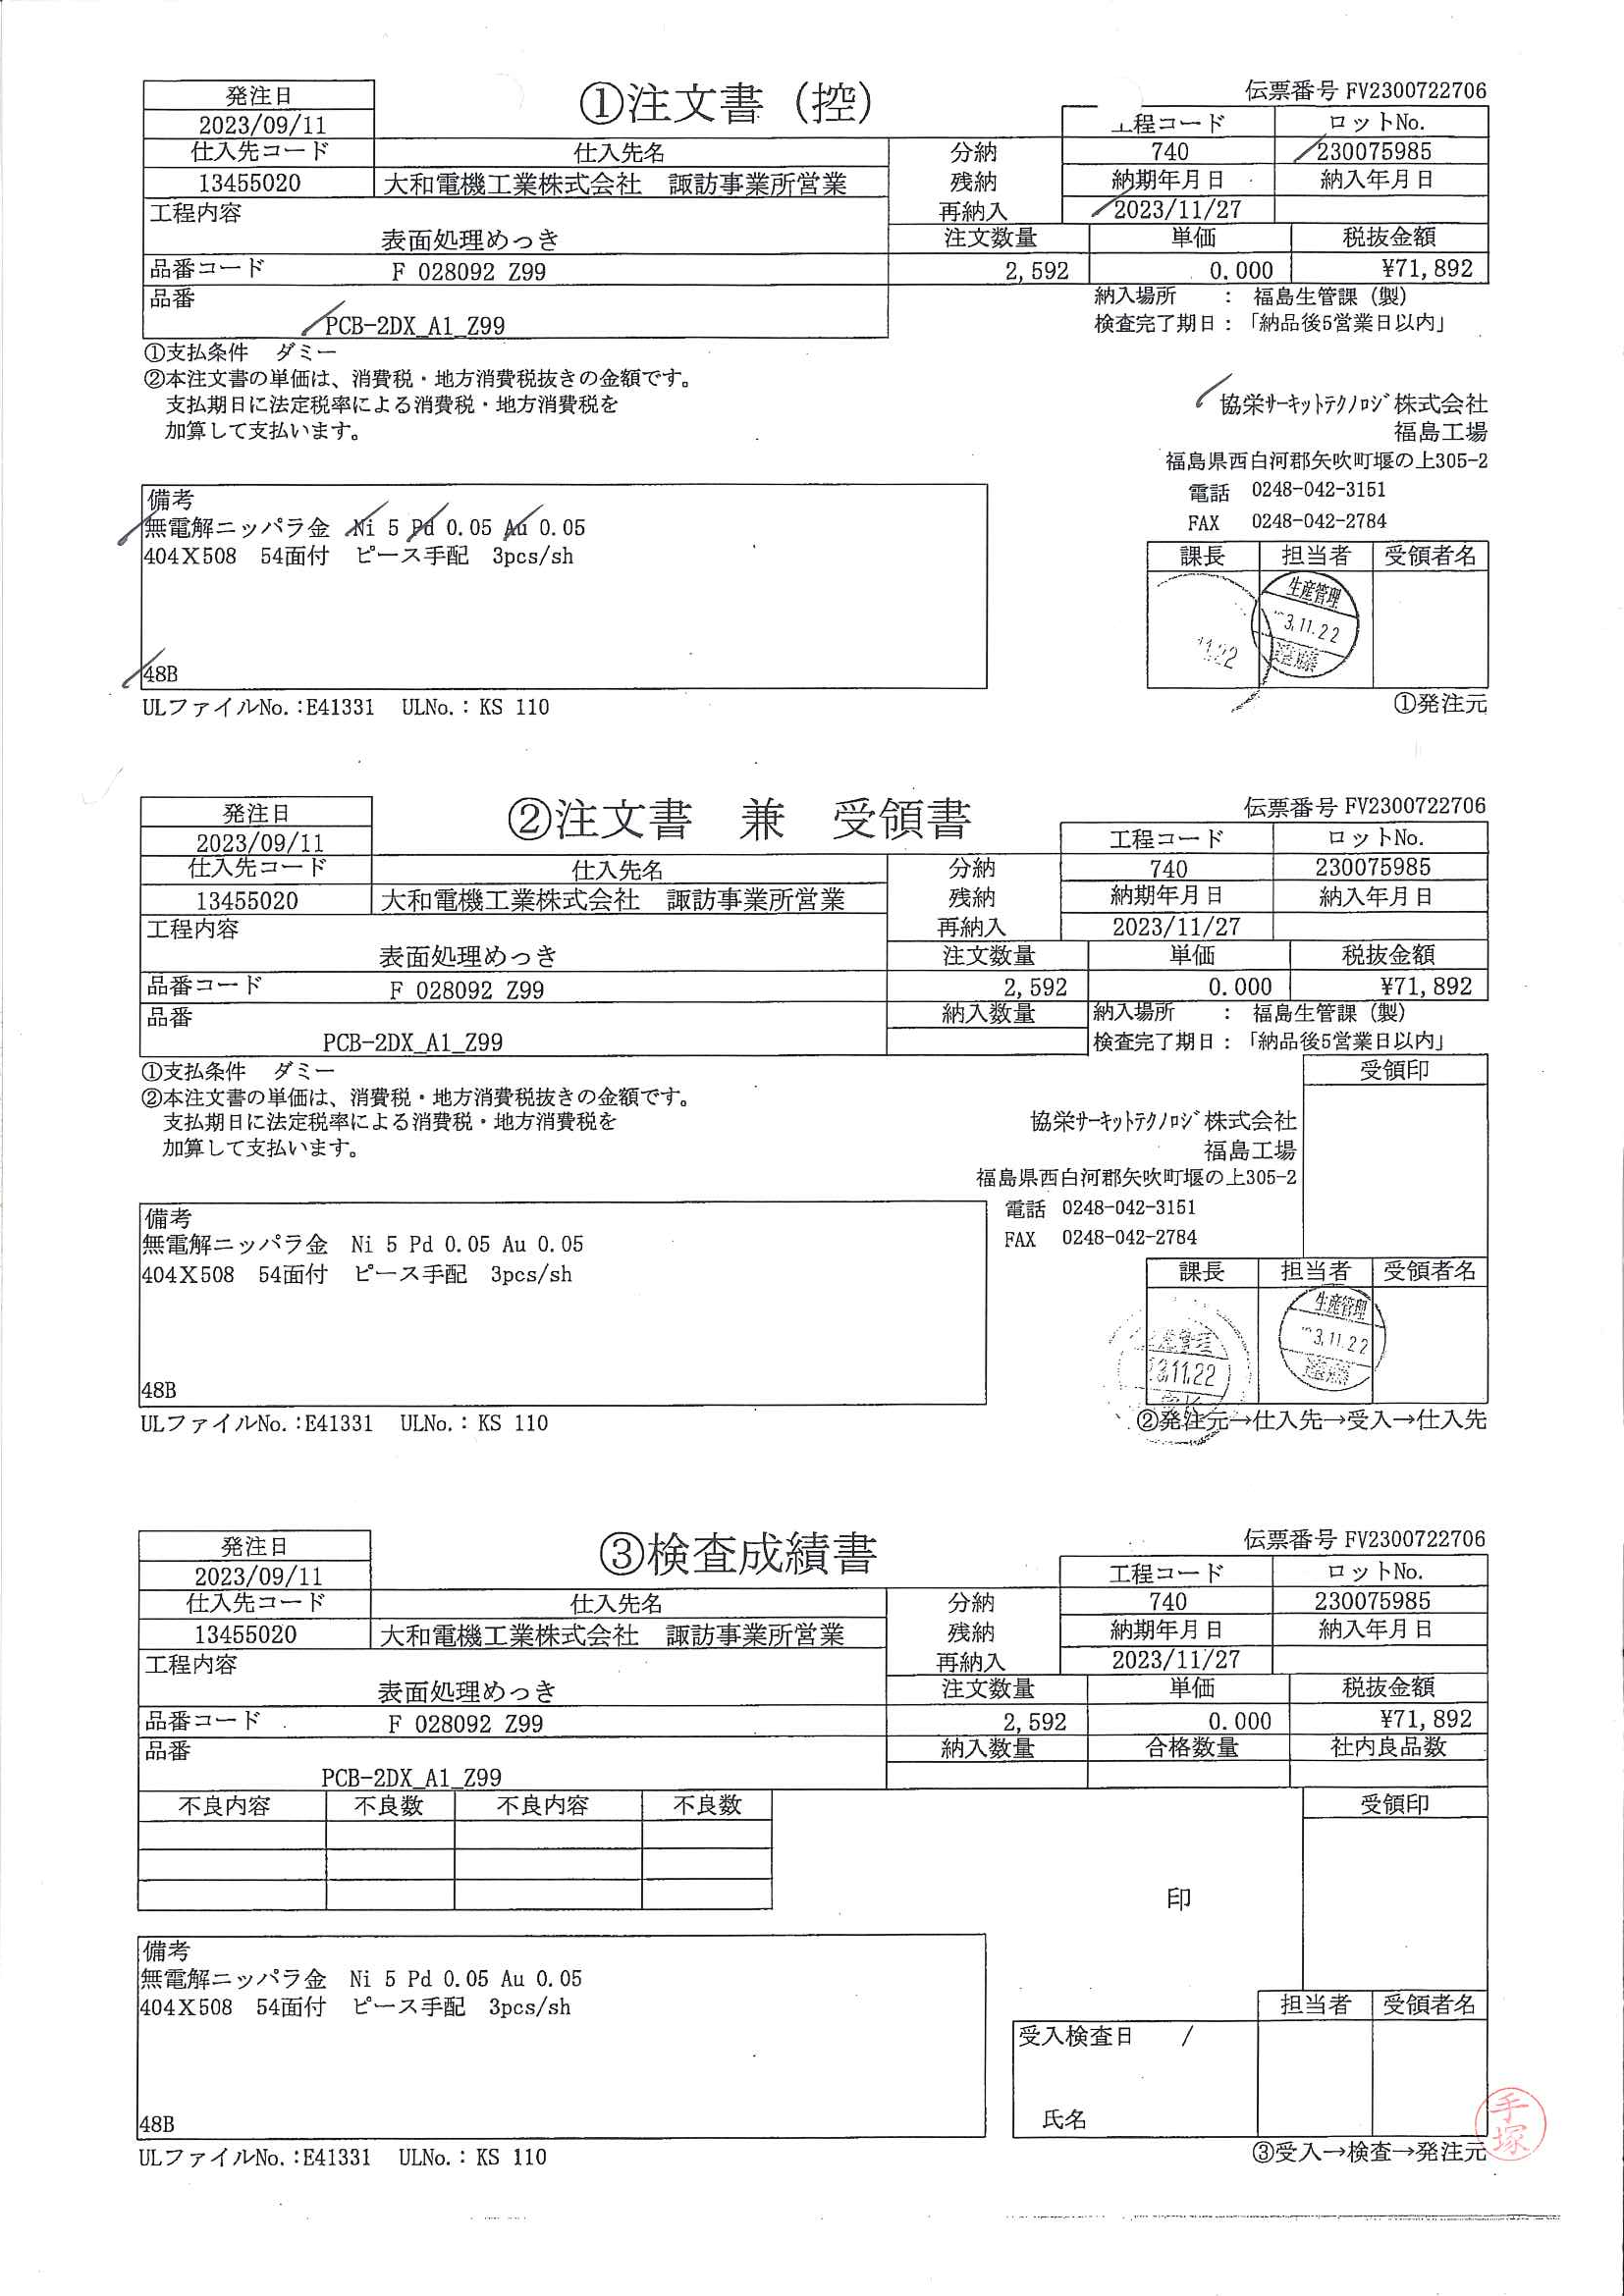 発注日
2023/09/11
①注文書（控）
伝票番号 FV2300722706
工程コード ロットNo.
740 230075985
仕入先コード 仕入先名 分納
13455020 大和電機工業株式会社　諏訪事業所営業 残納
納期年月日 納入年月日
工程内容 再納入 2023/11/27
表面処理めっき
注文数量 単価 税抜金額
品番コード F 028092 Z99 2,592 0.000 ¥71,892
品番
PCB-2DX_A1_Z99
納入場所　：　福島生管課（製）
検査完了期日：「納品後5営業日以内」
①支払条件　ダミー
②本注文書の単価は、消費税・地方消費税抜きの金額です。
支払期日に法定税率による消費税・地方消費税を
加算して支払います。
協栄ｻｰｷｯﾄﾃｸﾉﾛｼﾞ株式会社
福島工場
福島県西白河郡矢吹町堰の上305-2
電話 0248-042-3151
FAX 0248-042-2784
備考
無電解ニッパラ金　Ni 5 Pd 0.05 Au 0.05
404X508　54面付　ピース手配　3pcs/sh
48B
課長 担当者 受領者名
生産管理
3.11.22
遠藤
ULファイルNo.:E41331　ULNo.: KS 110
①発注元
発注日
2023/09/11
②注文書　兼　受領書
伝票番号 FV2300722706
工程コード ロットNo.
740 230075985
仕入先コード 仕入先名 分納
13455020 大和電機工業株式会社　諏訪事業所営業 残納
納期年月日 納入年月日
工程内容 再納入 2023/11/27
表面処理めっき
注文数量 単価 税抜金額
品番コード F 028092 Z99 2,592 0.000 ¥71,892
品番 納入数量
PCB-2DX_A1_Z99
納入場所　：　福島生管課（製）
検査完了期日：「納品後5営業日以内」
①支払条件　ダミー
②本注文書の単価は、消費税・地方消費税抜きの金額です。
支払期日に法定税率による消費税・地方消費税を
加算して支払います。
受領印
協栄ｻｰｷｯﾄﾃｸﾉﾛｼﾞ株式会社
福島工場
福島県西白河郡矢吹町堰の上305-2
電話 0248-042-3151
FAX 0248-042-2784
備考
無電解ニッパラ金　Ni 5 Pd 0.05 Au 0.05
404X508　54面付　ピース手配　3pcs/sh
48B
課長 担当者 受領者名
生産管理
3.11.22
生産管理
3.11.22
遠藤
ULファイルNo.:E41331　ULNo.: KS 110
②発注元→仕入先→受入→仕入先
発注日
2023/09/11
③検査成績書
伝票番号 FV2300722706
工程コード ロットNo.
740 230075985
仕入先コード 仕入先名 分納
13455020 大和電機工業株式会社　諏訪事業所営業 残納
納期年月日 納入年月日
工程内容 再納入 2023/11/27
表面処理めっき
注文数量 単価 税抜金額
品番コード F 028092 Z99 2,592 0.000 ¥71,892
品番 納入数量 合格数量 社内良品数
PCB-2DX_A1_Z99
不良内容 不良数 不良内容 不良数
受領印
印
備考
無電解ニッパラ金　Ni 5 Pd 0.05 Au 0.05
404X508　54面付　ピース手配　3pcs/sh
48B
担当者 受領者名
受入検査日　/
氏名
手塚
ULファイルNo.:E41331　ULNo.: KS 110
③受入→検査→発注元